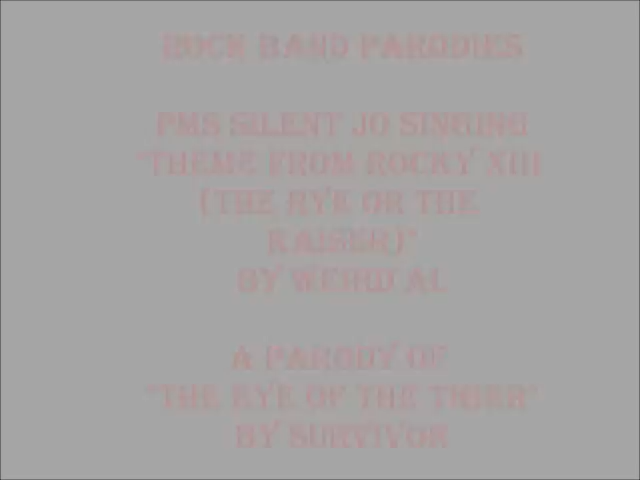 ROCK BAND PARODIES
PMS SILENT JO SINGING
"THEME FROM ROCKY XIII
(THE RYE OR THE
KAISER)"
BY WEIRD AL
A PARODY OF
"THE EYE OF THE TIGER"
BY SURVIVOR